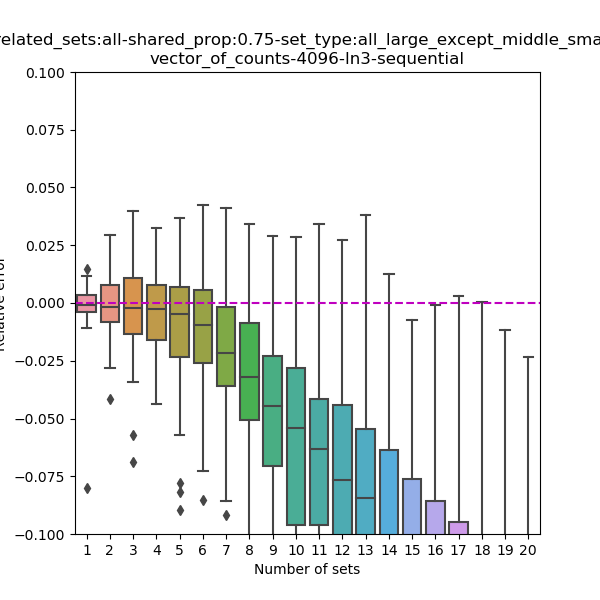 related_sets:all-shared_prop:0.75-set_type:all_large_except_middle_sma
vector_of_counts-4096-ln3-sequential
0.100
0.075
0.050
0.025
0.000
−0.025
−0.050
−0.075
−0.100
Relative error
1 2 3 4 5 6 7 8 9 10 11 12 13 14 15 16 17 18 19 20
Number of sets